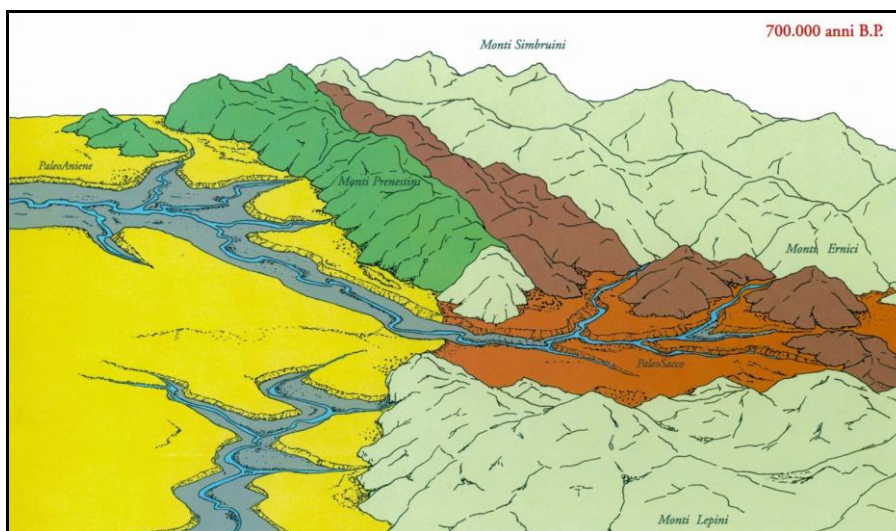 700.000 anni B.P.
Monti Simbruini
PaleoAniene
Monti Prenestini
Monti Ernici
PaleoSacco
Monti Lepini